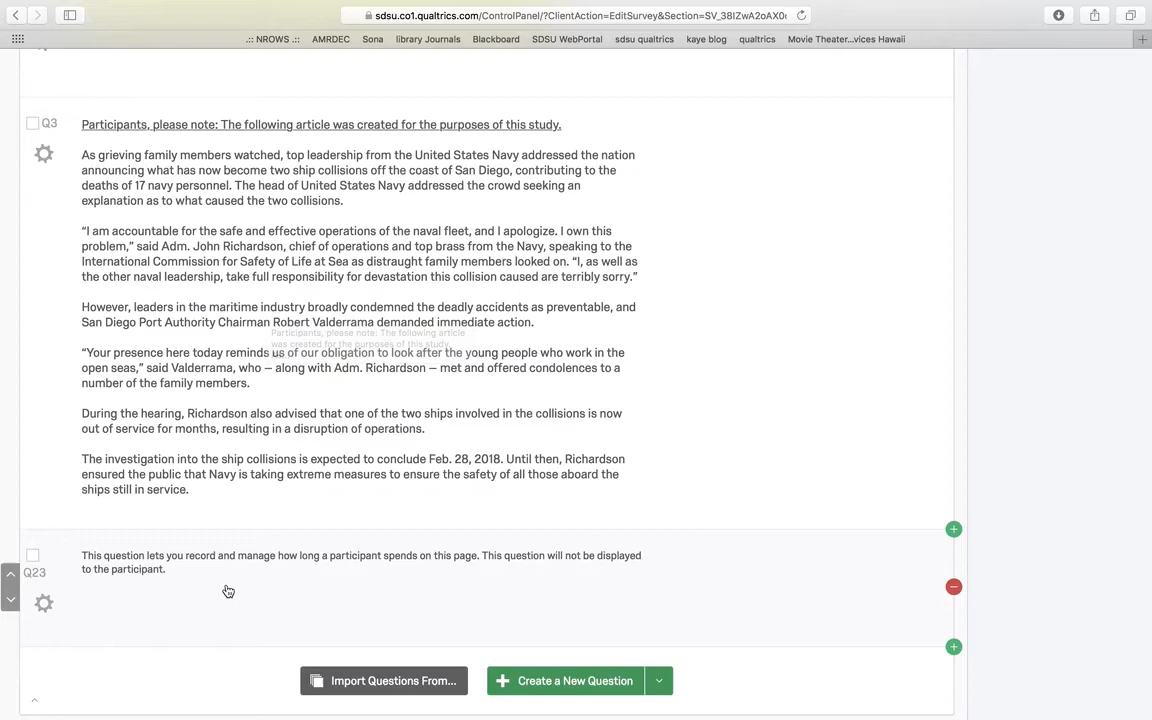 sdsu.co1.qualtrics.com/ControlPanel/?ClientAction=EditSurvey&Section=SV_38IZwA2oAX0
.:: NROWS .:: AMRDEC Sona library Journals Blackboard SDSU WebPortal sdsu qualtrics kaye blog qualtrics Movie Theater...vices Hawaii
Q3
Participants, please note: The following article was created for the purposes of this study.
As grieving family members watched, top leadership from the United States Navy addressed the nation
announcing what has now become two ship collisions off the coast of San Diego, contributing to the
deaths of 17 navy personnel. The head of United States Navy addressed the crowd seeking an
explanation as to what caused the two collisions.
“I am accountable for the safe and effective operations of the naval fleet, and I apologize. I own this
problem,” said Adm. John Richardson, chief of operations and top brass from the Navy, speaking to the
International Commission for Safety of Life at Sea as distraught family members looked on. “I, as well as
the other naval leadership, take full responsibility for devastation this collision caused are terribly sorry.”
However, leaders in the maritime industry broadly condemned the deadly accidents as preventable, and
San Diego Port Authority Chairman Robert Valderrama demanded immediate action.
Participants, please note: The following article
was created for the purposes of this study.
“Your presence here today reminds us of our obligation to look after the young people who work in the
open seas,” said Valderrama, who — along with Adm. Richardson — met and offered condolences to a
number of the family members.
During the hearing, Richardson also advised that one of the two ships involved in the collisions is now
out of service for months, resulting in a disruption of operations.
The investigation into the ship collisions is expected to conclude Feb. 28, 2018. Until then, Richardson
ensured the public that Navy is taking extreme measures to ensure the safety of all those aboard the
ships still in service.
This question lets you record and manage how long a participant spends on this page. This question will not be displayed
to the participant.
Q23
Import Questions From...
Create a New Question